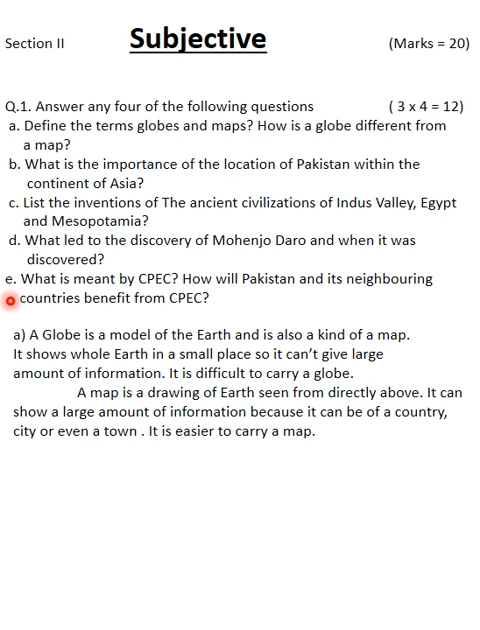 Section II Subjective (Marks = 20)
Q.1. Answer any four of the following questions ( 3 x 4 = 12)
a. Define the terms globes and maps? How is a globe different from
a map?
b. What is the importance of the location of Pakistan within the
continent of Asia?
c. List the inventions of The ancient civilizations of Indus Valley, Egypt
and Mesopotamia?
d. What led to the discovery of Mohenjo Daro and when it was
discovered?
e. What is meant by CPEC? How will Pakistan and its neighbouring
countries benefit from CPEC?
a) A Globe is a model of the Earth and is also a kind of a map.
It shows whole Earth in a small place so it can’t give large
amount of information. It is difficult to carry a globe.
A map is a drawing of Earth seen from directly above. It can
show a large amount of information because it can be of a country,
city or even a town . It is easier to carry a map.